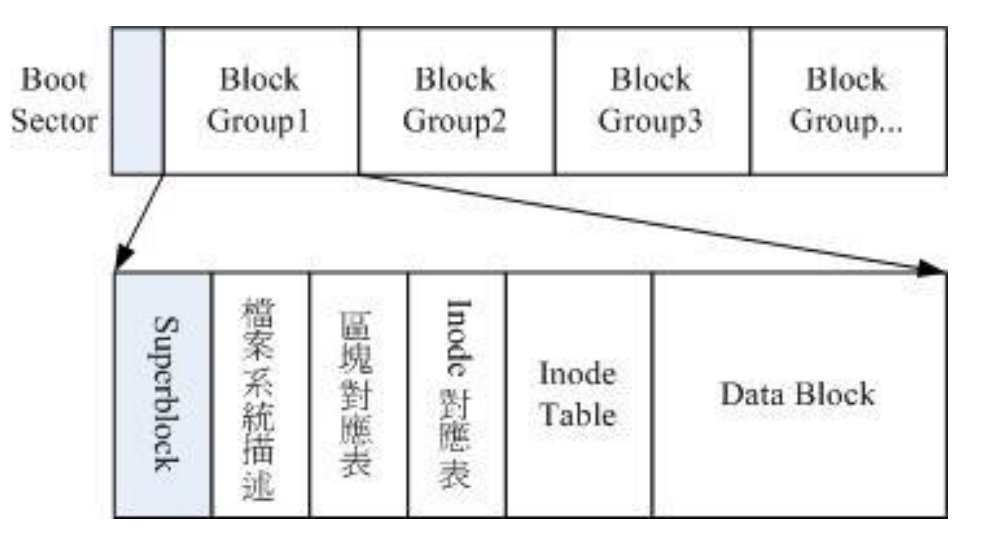 Boot
Sector
Block
Group1
Block
Group2
Block
Group3
Block
Group...
Superblock
檔案系統描述
區塊對應表
Inode 對應表
Inode
Table
Data Block